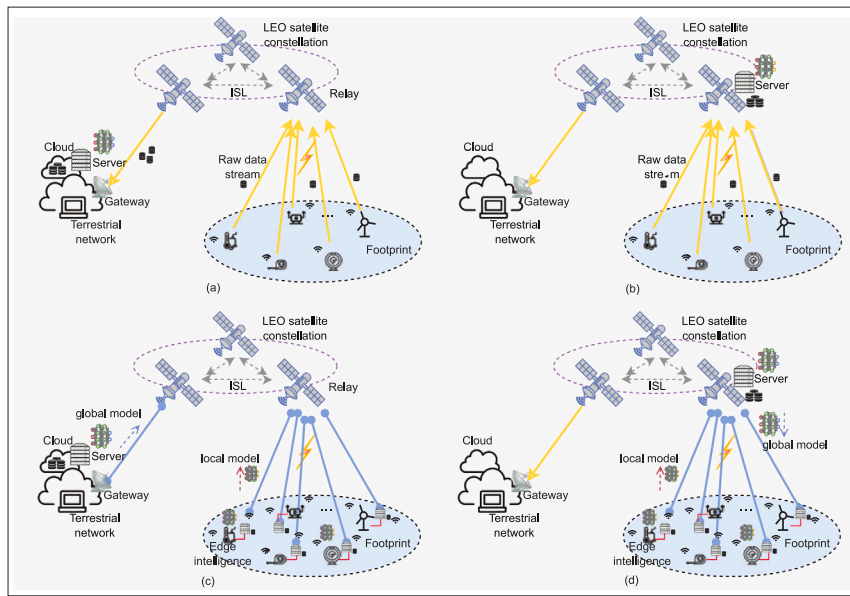 LEO satellite
constellation
ISL
Relay
Cloud
Server
Gateway
Terrestrial
network
Raw data
stream
...
Footprint
(a)
LEO satellite
constellation
Server
ISL
Cloud
Gateway
Terrestrial
network
Raw data
stre m
...
Footprint
(b)
LEO satellite
constellation
ISL
Relay
global model
Cloud
Server
Gateway
Terrestrial
network
local model
...
Edge
intelligence
Footprint
(c)
LEO satellite
constellation
Server
ISL
global model
Cloud
Gateway
Terrestrial
network
local model
...
Edge
intelligence
Footprint
(d)